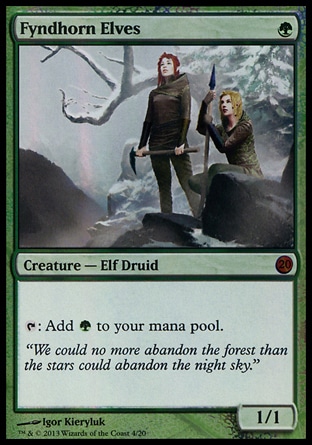 Fyndhorn Elves
Creature — Elf Druid
20
: Add to your mana pool.
“We could no more abandon the forest than
the stars could abandon the night sky.”
Igor Kieryluk
™ & © 2013 Wizards of the Coast 4/20
1/1